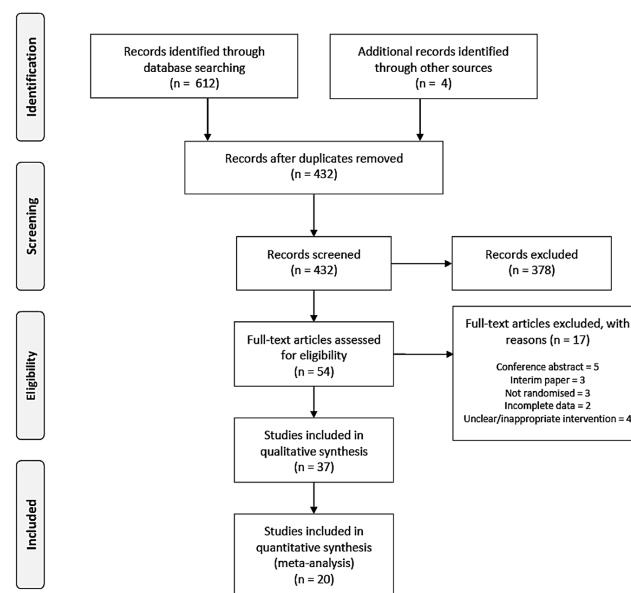 Identification
Records identified through
database searching
(n = 612)
Additional records identified
through other sources
(n = 4)
Records after duplicates removed
(n = 432)
Screening
Records screened
(n = 432)
Records excluded
(n = 378)
Eligibility
Full-text articles assessed
for eligibility
(n = 54)
Full-text articles excluded, with
reasons (n = 17)
Conference abstract = 5
Interim paper = 3
Not randomised = 3
Incomplete data = 2
Unclear/inappropriate intervention = 4
Studies included in
qualitative synthesis
(n = 37)
Included
Studies included in
quantitative synthesis
(meta-analysis)
(n = 20)